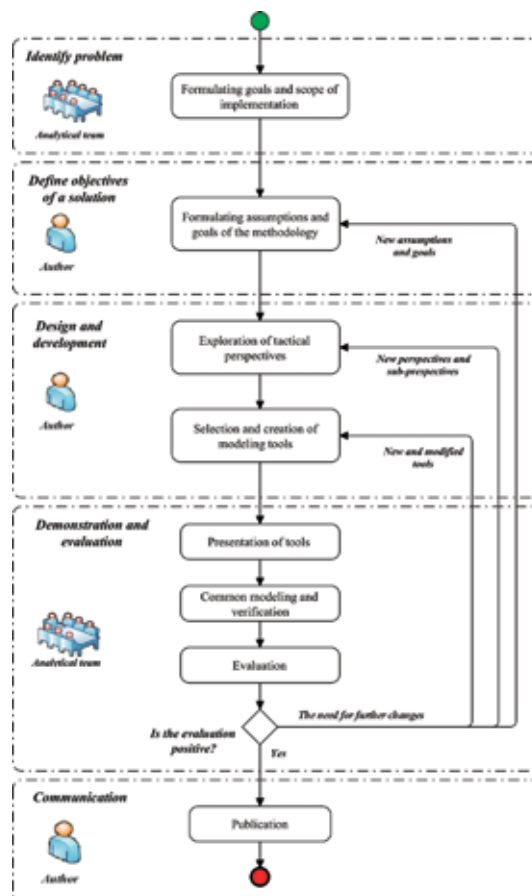 Identify problem
Formulating goals and scope of
implementation
Analytical team
Define objectives
of a solution
Formulating assumptions and
goals of the methodology
New assumptions
and goals
Author
Design and
development
Exploration of tactical
perspectives
New perspectives and
sub-prespectives
Author
Selection and creation of
modeling tools
New and modified
tools
Demonstration and
evaluation
Presentation of tools
Common modeling and
verification
Analytical team
Evaluation
The need for further changes
Is the evaluation
positive?
Yes
Communication
Publication
Author